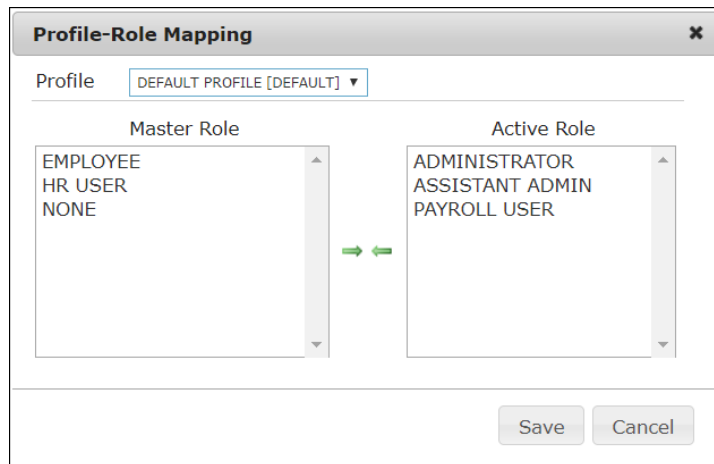 Profile-Role Mapping
Profile DEFAULT PROFILE [DEFAULT]
Master Role
EMPLOYEE
HR USER
NONE
Active Role
ADMINISTRATOR
ASSISTANT ADMIN
PAYROLL USER
Save Cancel